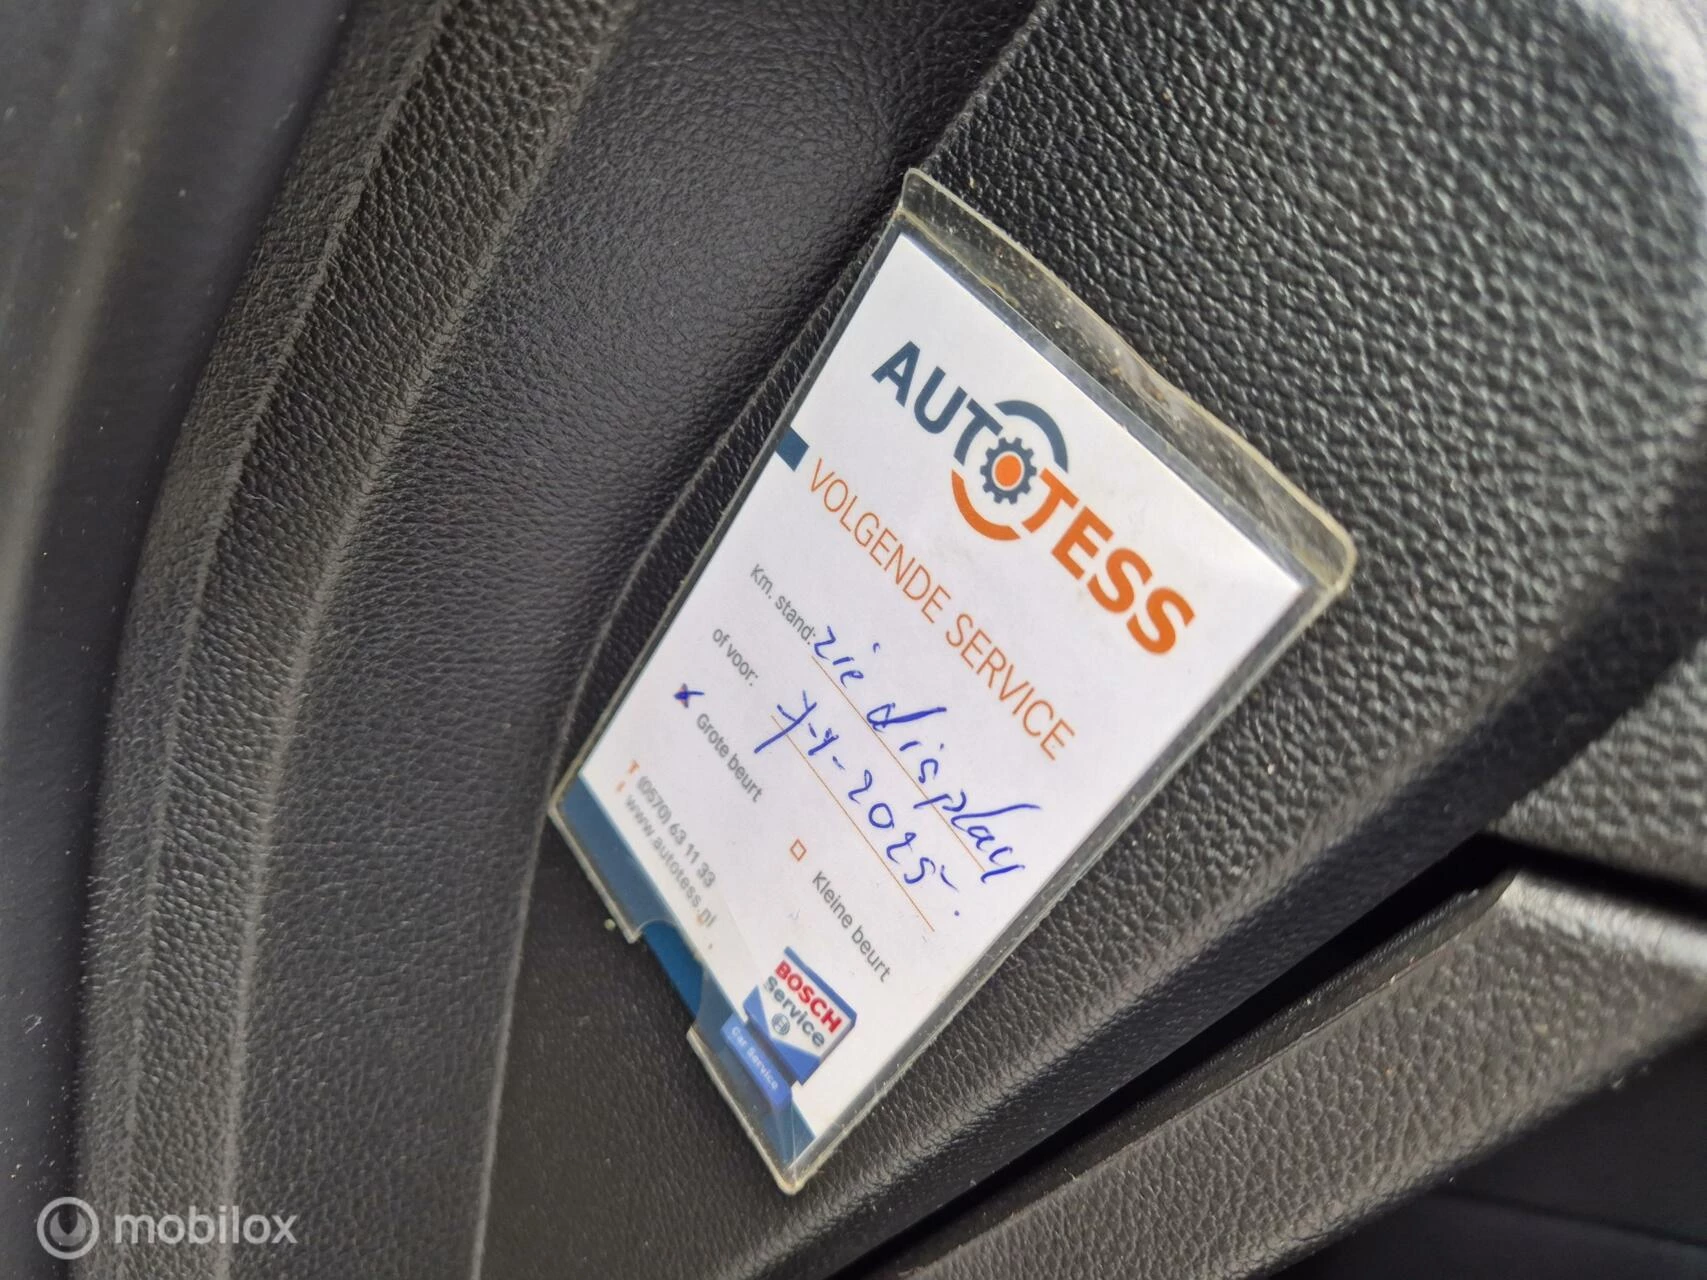 AUTOTESS
VOLGENDE SERVICE
Km. stand: zie display
of voor: 7-4-2025-.
Grote beurt
Kleine beurt
T (0570) 63 11 33
I www.autotess.nl
BOSCH
Service
Car Service
mobilox